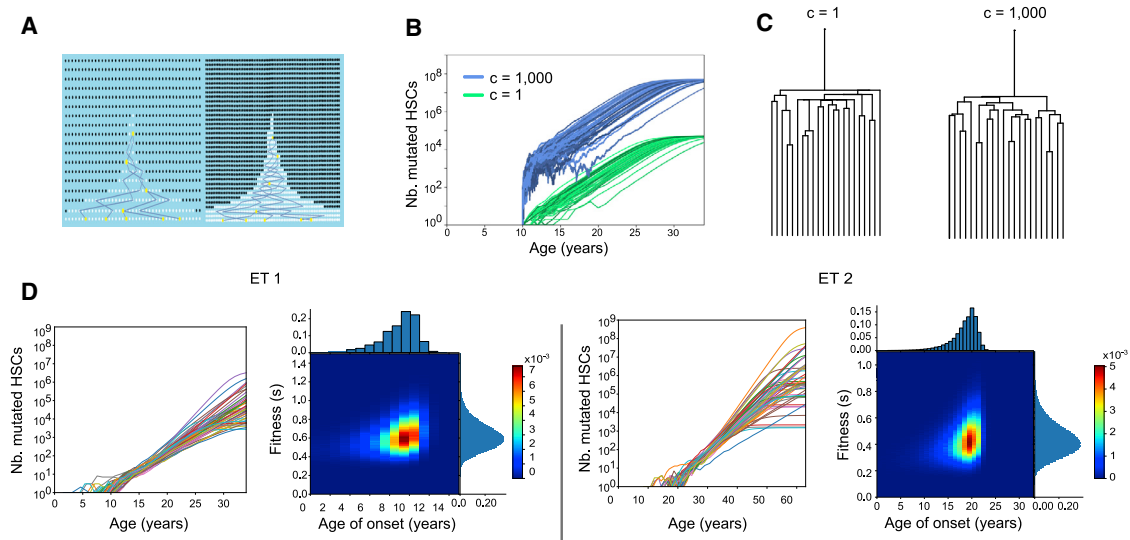 A
B
C
c = 1
c = 1,000
Nb. mutated HSCs
10^8
10^6
10^4
10^2
10^0
c = 1,000
c = 1
0 5 10 15 20 25 30
Age (years)
D
ET 1
ET 2
Nb. mutated HSCs
10^9
10^8
10^7
10^6
10^5
10^4
10^3
10^2
10^1
10^0
0 5 10 15 20 25 30
Age (years)
0.2
0.1
0.0
Fitness (s)
1.4
1.2
1.0
0.8
0.6
0.4
0.2
0.0
0 2 4 6 8 10 12 14
0.00 0.20
Age of onset (years)
x10^-3
7
6
5
4
3
2
1
0
Nb. mutated HSCs
10^9
10^8
10^7
10^6
10^5
10^4
10^3
10^2
10^1
10^0
0 10 20 30 40 50 60
Age (years)
0.15
0.10
0.05
0.00
Fitness (s)
1.0
0.8
0.6
0.4
0.2
0.0
0 5 10 15 20 25 30
0.00 0.20
Age of onset (years)
x10^-3
5
4
3
2
1
0